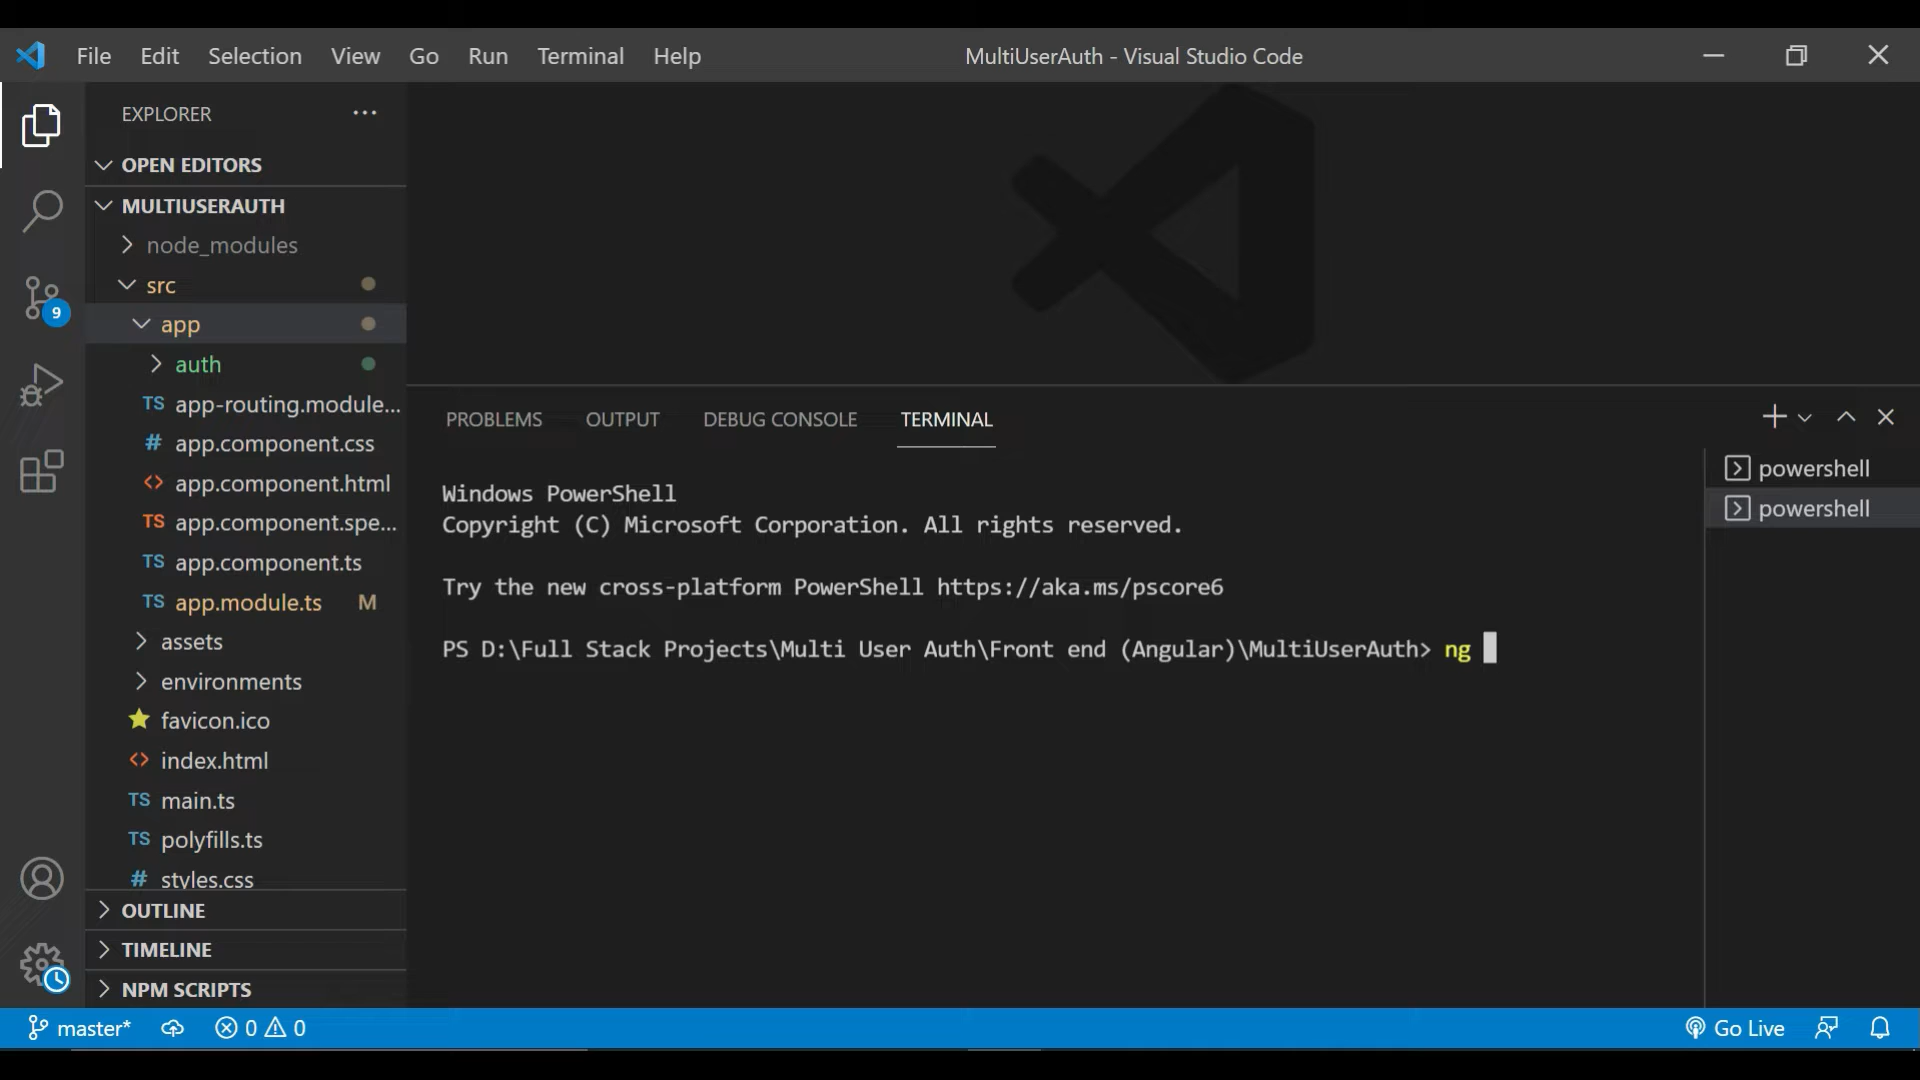 File Edit Selection View Go Run Terminal Help
MultiUserAuth - Visual Studio Code
EXPLORER
OPEN EDITORS
MULTIUSERAUTH
node_modules
src
app
auth
TS app-routing.module...
# app.component.css
<> app.component.html
TS app.component.spe...
TS app.component.ts
TS app.module.ts M
assets
environments
favicon.ico
<> index.html
TS main.ts
TS polyfills.ts
# styles.css
OUTLINE
TIMELINE
NPM SCRIPTS
9
PROBLEMS OUTPUT DEBUG CONSOLE TERMINAL
Windows PowerShell
Copyright (C) Microsoft Corporation. All rights reserved.
Try the new cross-platform PowerShell https://aka.ms/pscore6
PS D:\Full Stack Projects\Multi User Auth\Front end (Angular)\MultiUserAuth> ng
powershell
powershell
master* 0 0
Go Live